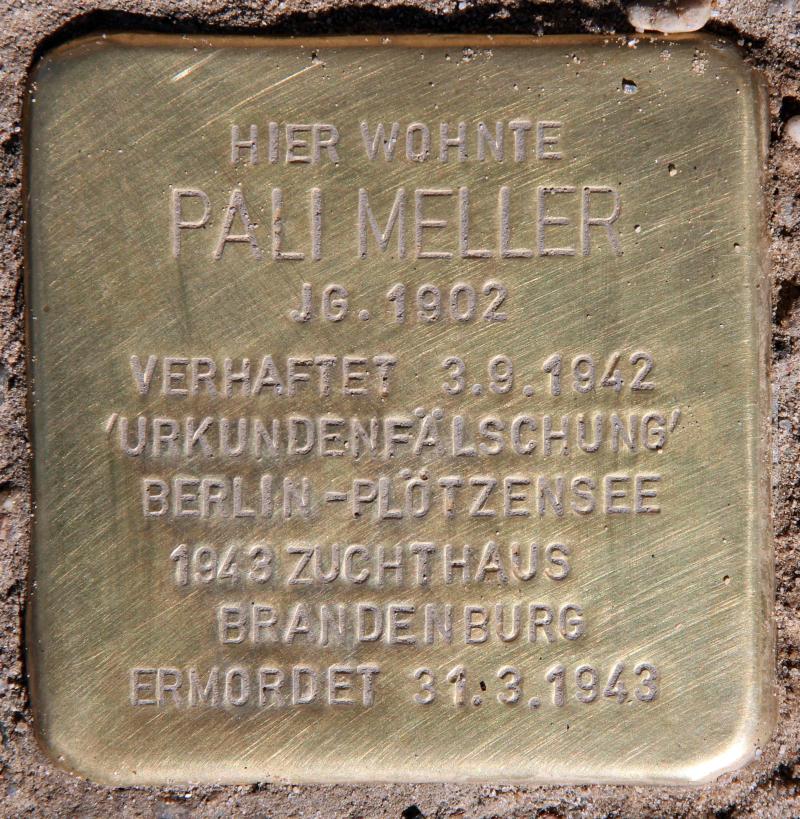 HIER WOHNTE
PALI MELLER
JG. 1902
VERHAFTET 3.9.1942
'URKUNDENFÄLSCHUNG'
BERLIN-PLÖTZENSEE
1943 ZUCHTHAUS
BRANDENBURG
ERMORDET 31.3.1943